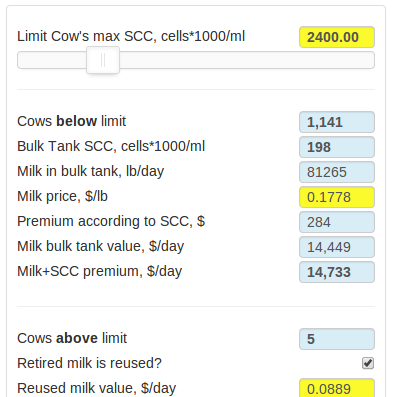 Limit Cow's max SCC, cells*1000/ml 2400.00
Cows below limit 1,141
Bulk Tank SCC, cells*1000/ml 198
Milk in bulk tank, lb/day 81265
Milk price, $/lb 0.1778
Premium according to SCC, $ 284
Milk bulk tank value, $/day 14,449
Milk+SCC premium, $/day 14,733
Cows above limit 5
Retired milk is reused?
Reused milk value, $/day 0.0889